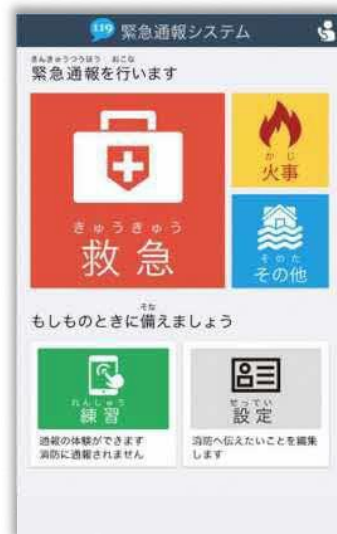 119 緊急通報システム
きんきゅうつうほう おこな
緊急通報を行います
きゅうきゅう
救急
かじ
火事
そのた
その他
そな
もしものときに備えましょう
れんしゅう
練習
通報の体験ができます
消防に通報されません
せってい
設定
消防へ伝えたいことを編集
します